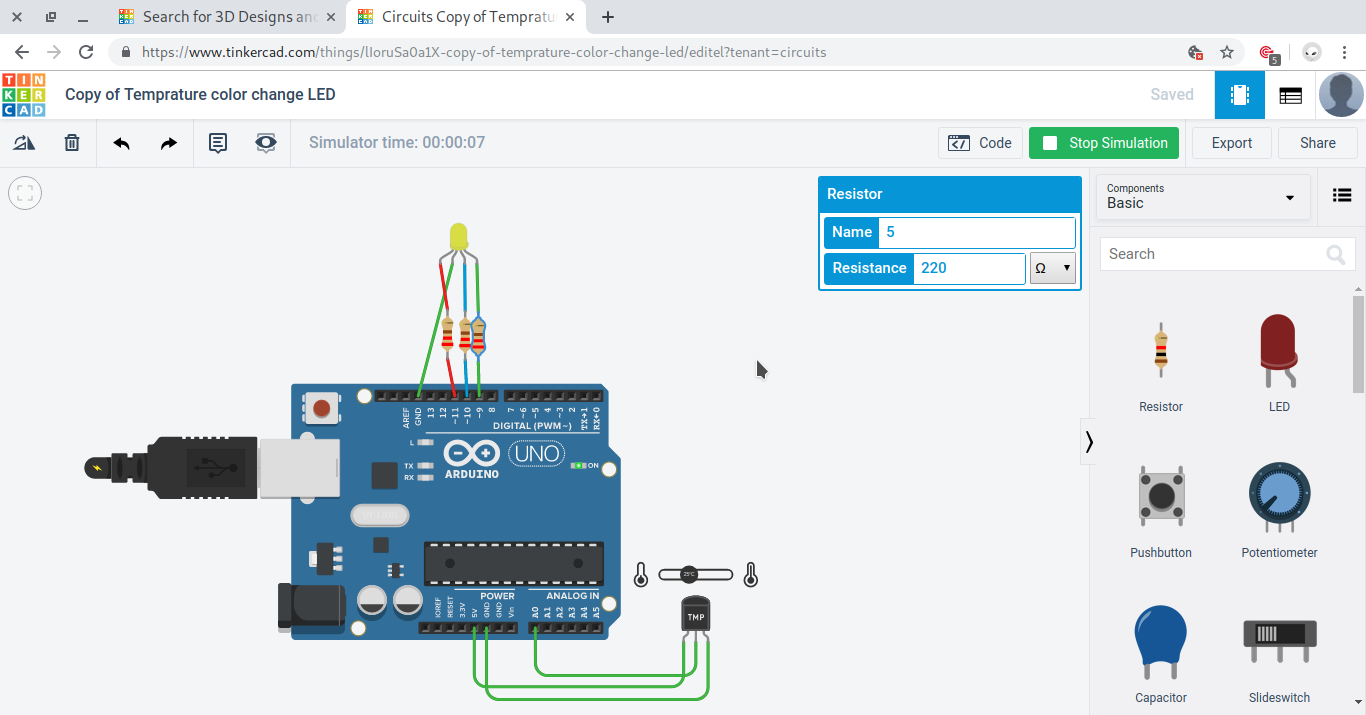 Search for 3D Designs an
Circuits Copy of Tempratu
https://www.tinkercad.com/things/lIoruSa0a1X-copy-of-temprature-color-change-led/editel?tenant=circuits
5
TIN
KER
CAD
Copy of Temprature color change LED
Saved
Simulator time: 00:00:07
Code
Stop Simulation
Export
Share
Resistor
Name 5
Resistance 220 Ω
Components
Basic
Search
Resistor
LED
Pushbutton
Potentiometer
Capacitor
Slideswitch
AREF GND 13 12 ~11 ~10 ~9 8 7 ~6 ~5 4 ~3 2 TX→1 RX←0
DIGITAL (PWM~)
L
TX
RX
UNO
ARDUINO
ON
POWER
ANALOG IN
IOREF RESET 3.3V 5V GND GND Vin A0 A1 A2 A3 A4 A5
25°C
TMP